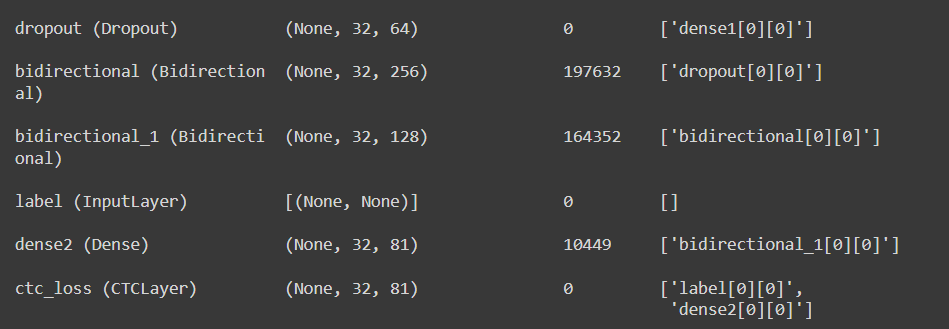 dropout (Dropout) (None, 32, 64) 0 ['dense1[0][0]']
bidirectional (Bidirection (None, 32, 256) 197632 ['dropout[0][0]']
al)
bidirectional_1 (Bidirecti (None, 32, 128) 164352 ['bidirectional[0][0]']
onal)
label (InputLayer) [(None, None)] 0 []
dense2 (Dense) (None, 32, 81) 10449 ['bidirectional_1[0][0]']
ctc_loss (CTCLayer) (None, 32, 81) 0 ['label[0][0]',
'dense2[0][0]']